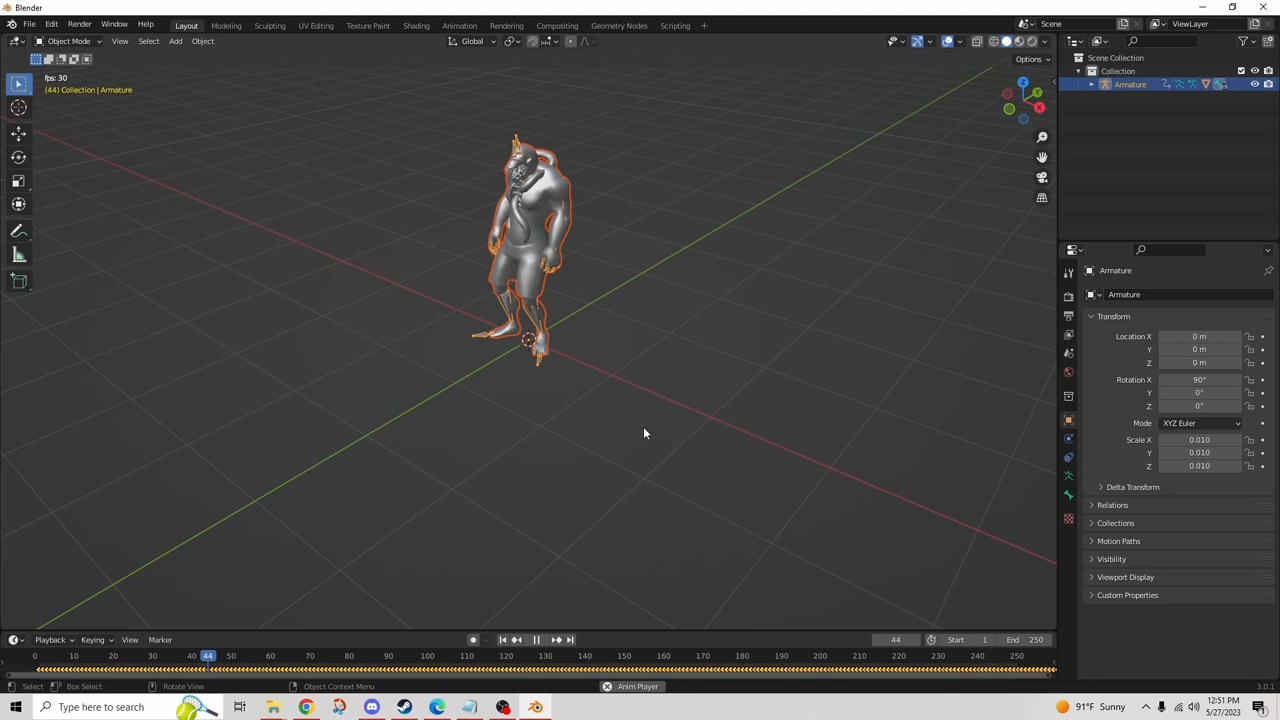 Blender
File Edit Render Window Help Layout Modeling Sculpting UV Editing Texture Paint Shading Animation Rendering Compositing Geometry Nodes Scripting + Scene ViewLayer
Object Mode View Select Add Object Global
Options
fps: 30
(44) Collection | Armature
Z
Y
X
Scene Collection
Collection
Armature
Armature
Armature
Transform
Location X 0 m
Y 0 m
Z 0 m
Rotation X 90°
Y 0°
Z 0°
Mode XYZ Euler
Scale X 0.010
Y 0.010
Z 0.010
Delta Transform
Relations
Collections
Motion Paths
Visibility
Viewport Display
Custom Properties
Playback Keying View Marker 44 Start 1 End 250
0 10 20 30 40 44 50 60 70 80 90 100 110 120 130 140 150 160 170 180 190 200 210 220 230 240 250
Select Box Select Rotate View Object Context Menu Anim Player 3.0.1
Type here to search 91°F Sunny 12:51 PM
5/27/2023